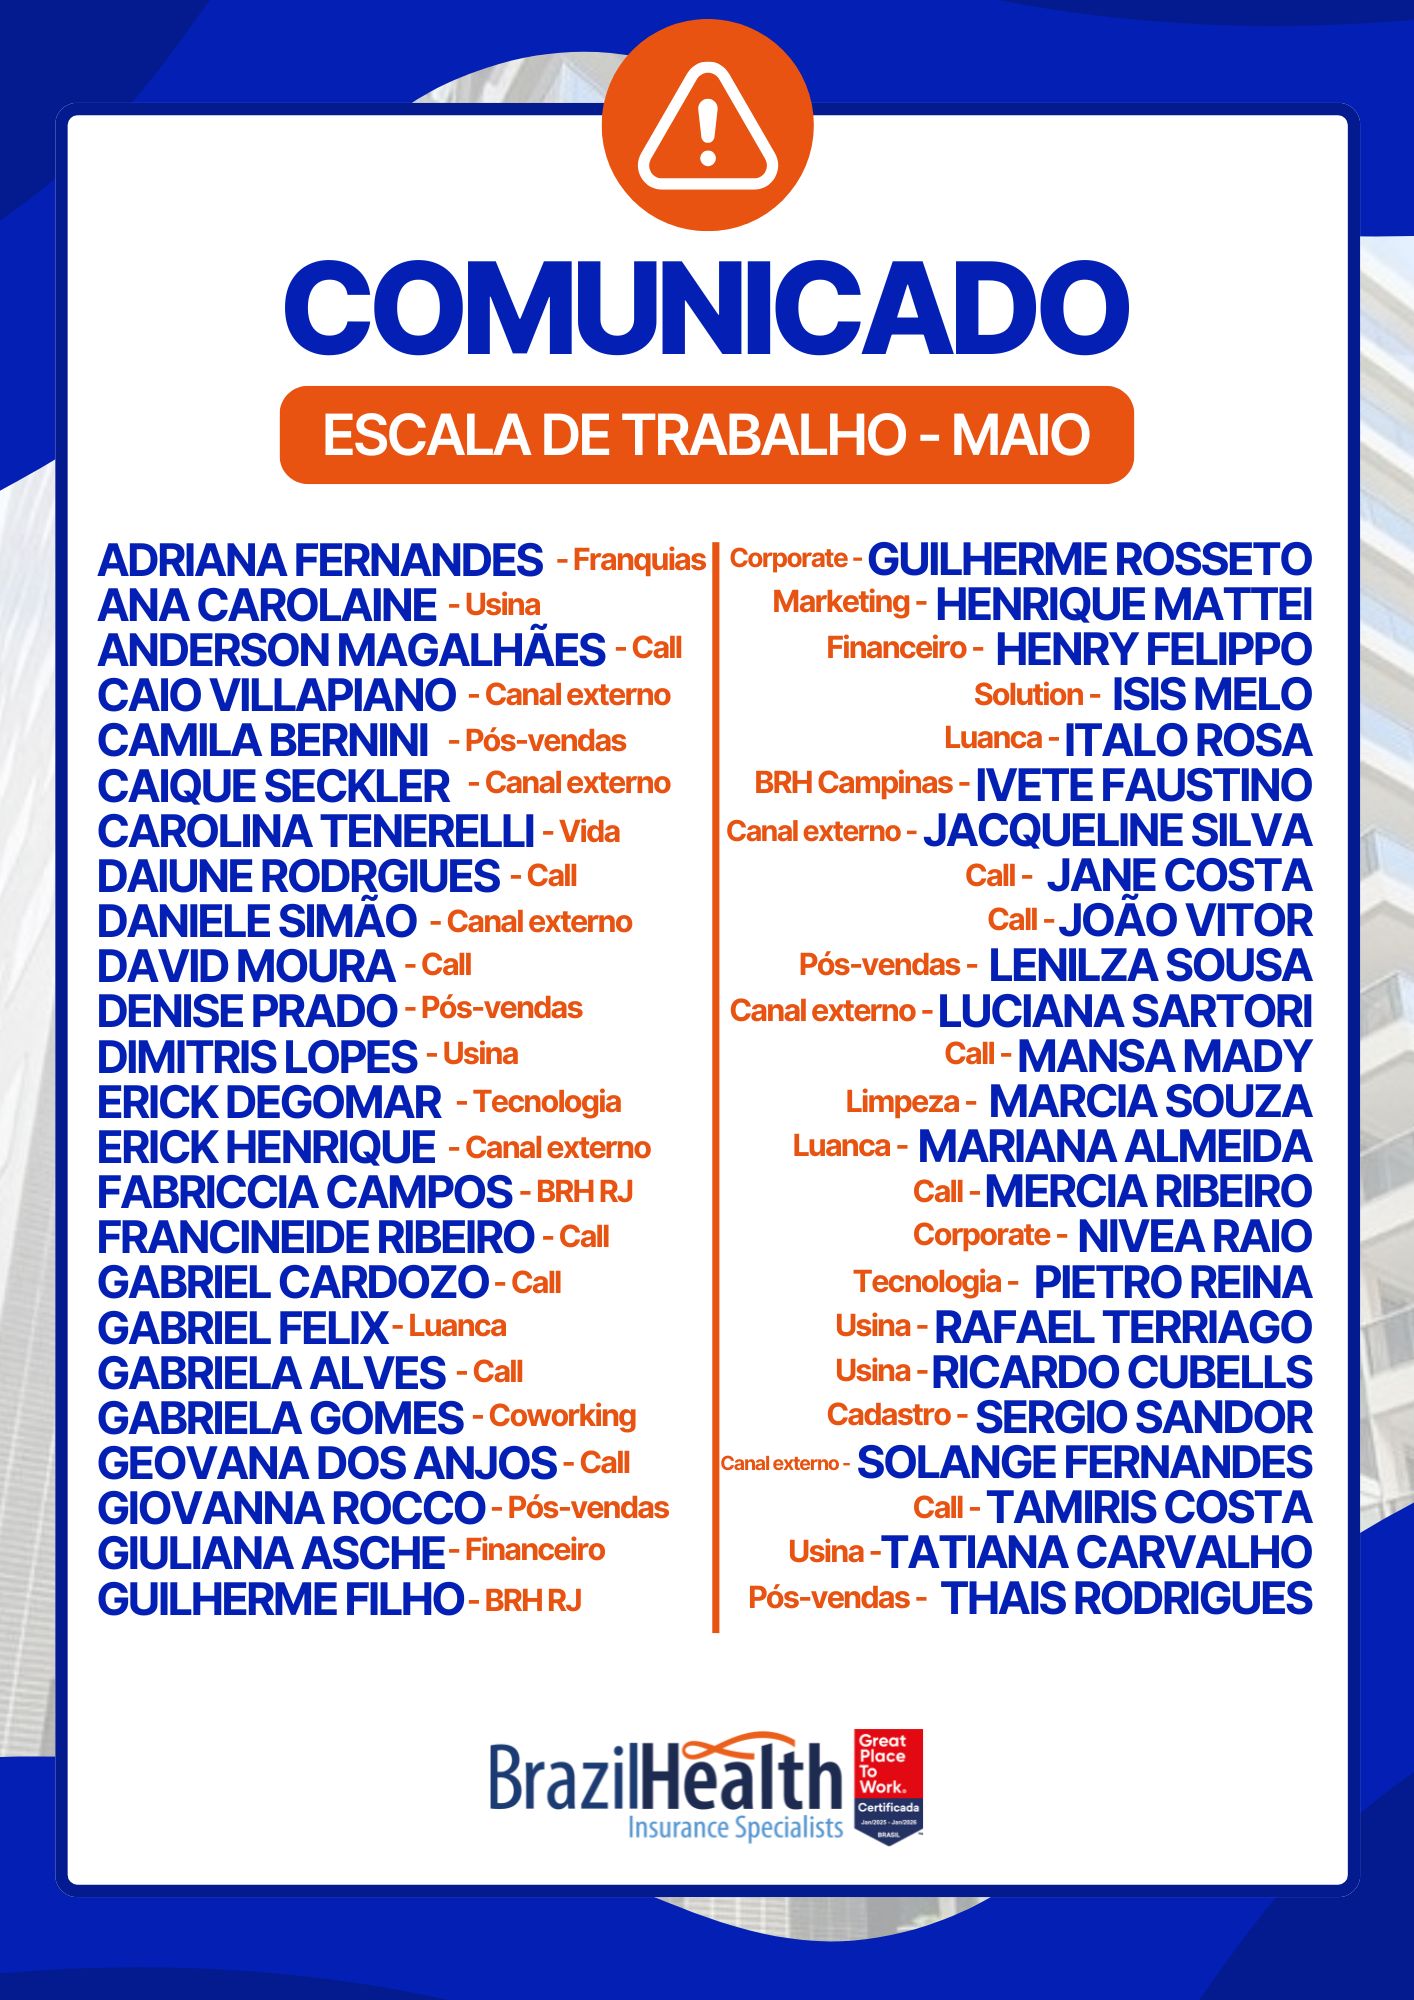 COMUNICADO
ESCALA DE TRABALHO - MAIO
ADRIANA FERNANDES - Franquias
ANA CAROLAINE - Usina
ANDERSON MAGALHÃES - Call
CAIO VILLAPIANO - Canal externo
CAMILA BERNINI - Pós-vendas
CAIQUE SECKLER - Canal externo
CAROLINA TENERELLI - Vida
DAIUNE RODRGIUES - Call
DANIELE SIMÃO - Canal externo
DAVID MOURA - Call
DENISE PRADO - Pós-vendas
DIMITRIS LOPES - Usina
ERICK DEGOMAR - Tecnologia
ERICK HENRIQUE - Canal externo
FABRICCIA CAMPOS - BRH RJ
FRANCINEIDE RIBEIRO - Call
GABRIEL CARDOZO - Call
GABRIEL FELIX - Luanca
GABRIELA ALVES - Call
GABRIELA GOMES - Coworking
GEOVANA DOS ANJOS - Call
GIOVANNA ROCCO - Pós-vendas
GIULIANA ASCHE - Financeiro
GUILHERME FILHO - BRH RJ
Corporate - GUILHERME ROSSETO
Marketing - HENRIQUE MATTEI
Financeiro - HENRY FELIPPO
Solution - ISIS MELO
Luanca - ITALO ROSA
BRH Campinas - IVETE FAUSTINO
Canal externo - JACQUELINE SILVA
Call - JANE COSTA
Call - JOÃO VITOR
Pós-vendas - LENILZA SOUSA
Canal externo - LUCIANA SARTORI
Call - MANSA MADY
Limpeza - MARCIA SOUZA
Luanca - MARIANA ALMEIDA
Call - MERCIA RIBEIRO
Corporate - NIVEA RAIO
Tecnologia - PIETRO REINA
Usina - RAFAEL TERRIAGO
Usina - RICARDO CUBELLS
Cadastro - SERGIO SANDOR
Canal externo - SOLANGE FERNANDES
Call - TAMIRIS COSTA
Usina - TATIANA CARVALHO
Pós-vendas - THAIS RODRIGUES
BrazilHealth
Insurance Specialists
Great
Place
To
Work.
Certificada
Jan/2025 - Jan/2026
BRASIL